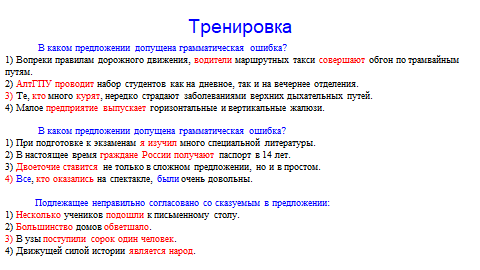 Тренировка
В каком предложении допущена грамматическая ошибка?
1) Вопреки правилам дорожного движения, водители маршрутных такси совершают обгон по трамвайным
путям.
2) АлтГПУ проводит набор студентов как на дневное, так и на вечернее отделения.
3) Те, кто много курят, нередко страдают заболеваниями верхних дыхательных путей.
4) Малое предприятие выпускает горизонтальные и вертикальные жалюзи.
В каком предложении допущена грамматическая ошибка?
1) При подготовке к экзаменам я изучил много специальной литературы.
2) В настоящее время граждане России получают паспорт в 14 лет.
3) Двоеточие ставится не только в сложном предложении, но и в простом.
4) Все, кто оказались на спектакле, были очень довольны.
Подлежащее неправильно согласовано со сказуемым в предложении:
1) Несколько учеников подошли к письменному столу.
2) Большинство домов обветшало.
3) В узы поступили сорок один человек.
4) Движущей силой истории является народ.